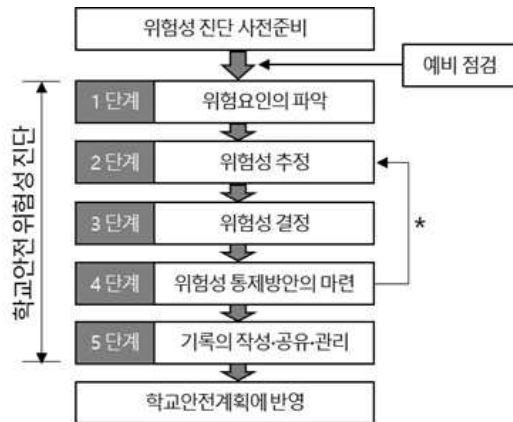 위험성 진단 사전준비
예비 점검
학교안전 위험성 진단
1 단계 위험요인의 파악
2 단계 위험성 추정
*
3 단계 위험성 결정
4 단계 위험성 통제방안의 마련
5 단계 기록의 작성·공유·관리
학교안전계획에 반영